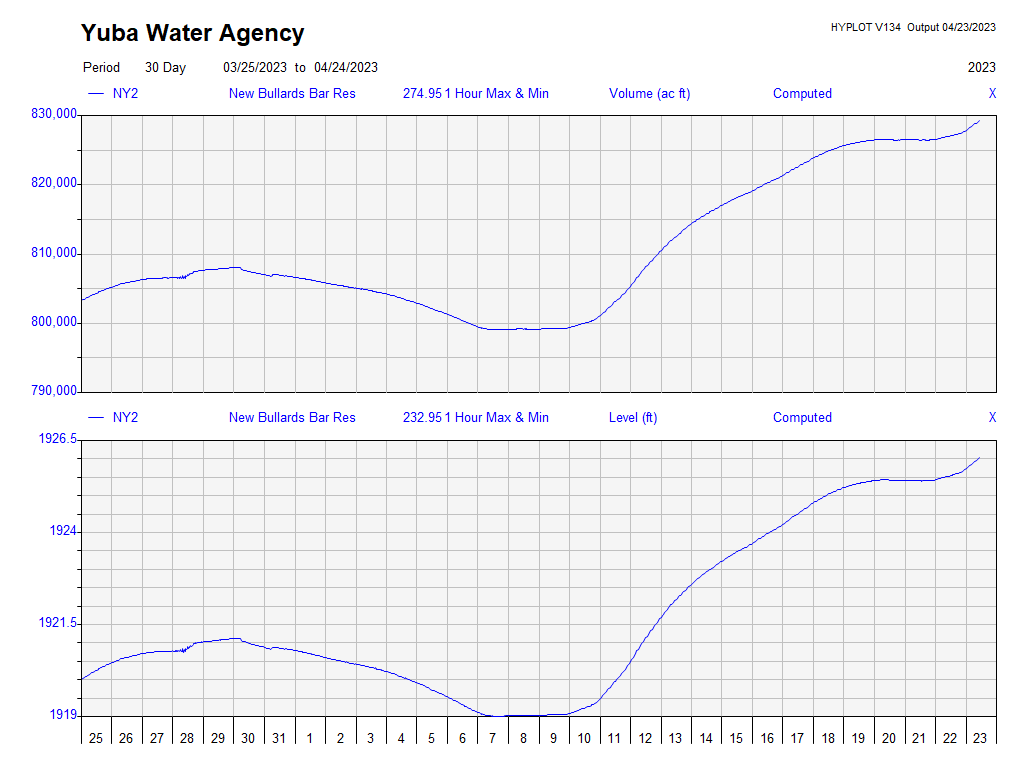 Yuba Water Agency
HYPLOT V134 Output 04/23/2023
Period 30 Day 03/25/2023 to 04/24/2023 2023
NY2 New Bullards Bar Res 274.95 1 Hour Max & Min Volume (ac ft) Computed X
830,000
820,000
810,000
800,000
790,000
NY2 New Bullards Bar Res 232.95 1 Hour Max & Min Level (ft) Computed X
1926.5
1924
1921.5
1919
25 26 27 28 29 30 31 1 2 3 4 5 6 7 8 9 10 11 12 13 14 15 16 17 18 19 20 21 22 23